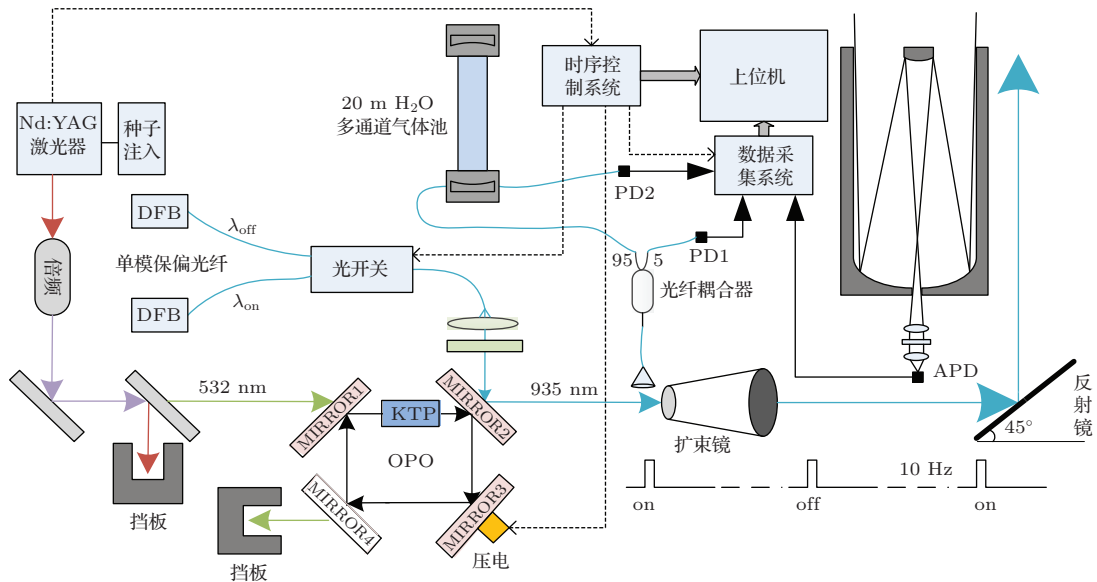 时序控
制系统
上位机
20 m H₂O
多通道气体池
Nd:YAG
激光器
种子
注入
数据采
集系统
PD2
DFB
λoff
PD1
单模保偏光纤
光开关
95 5
倍频
光纤耦合器
λon
DFB
APD
532 nm
MIRROR1
KTP
MIRROR2
935 nm
反
射
镜
45°
扩束镜
OPO
10 Hz
on
off
on
MIRROR4
MIRROR3
挡板
压电
挡板